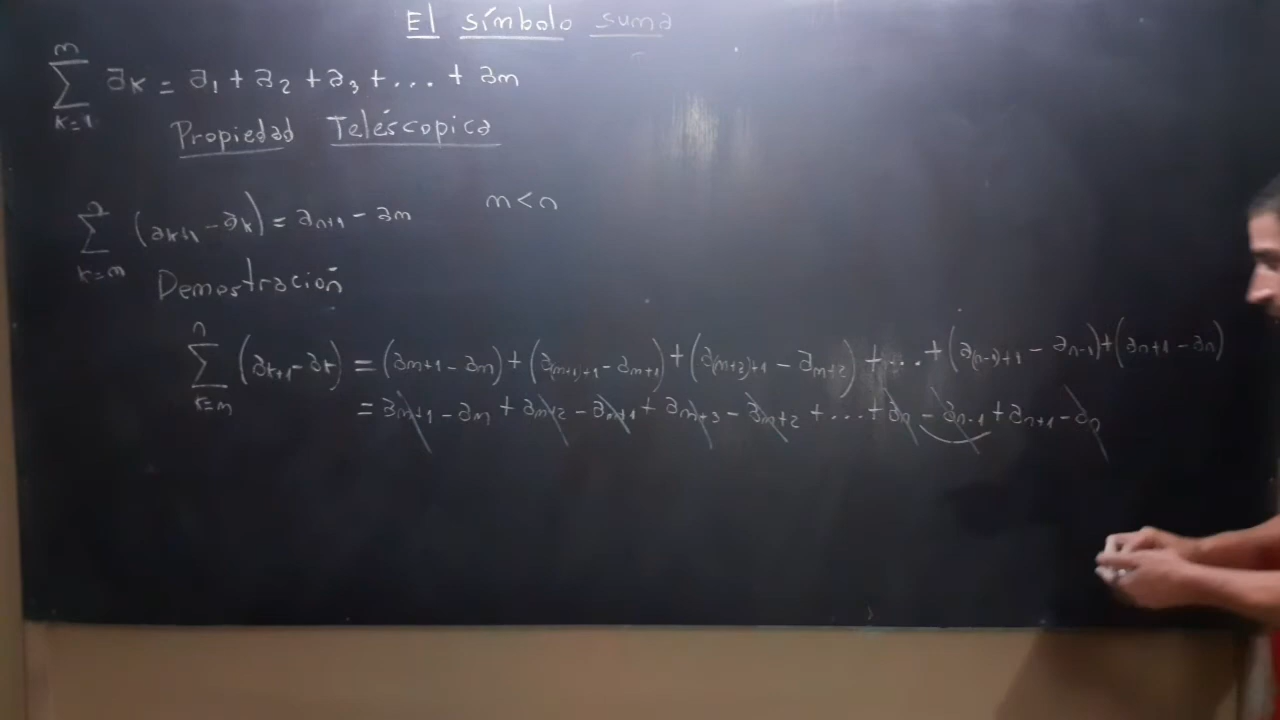 El símbolo suma
m
∑ ak = a1 + a2 + a3 + ... + am
k=1
Propiedad Teléscopica
n
∑ (ak+1 - ak) = an+1 - am    m < n
k=m
Demostración
n
∑ (ak+1 - ak) = (am+1 - am) + (a(m+1)+1 - am+1) + (a(m+2)+1 - am+2) + ... + (a(n-1)+1 - an-1) + (an+1 - an)
k=m
= am+1 - am + am+2 - am+1 + am+3 - am+2 + ... + an - an-1 + an+1 - an